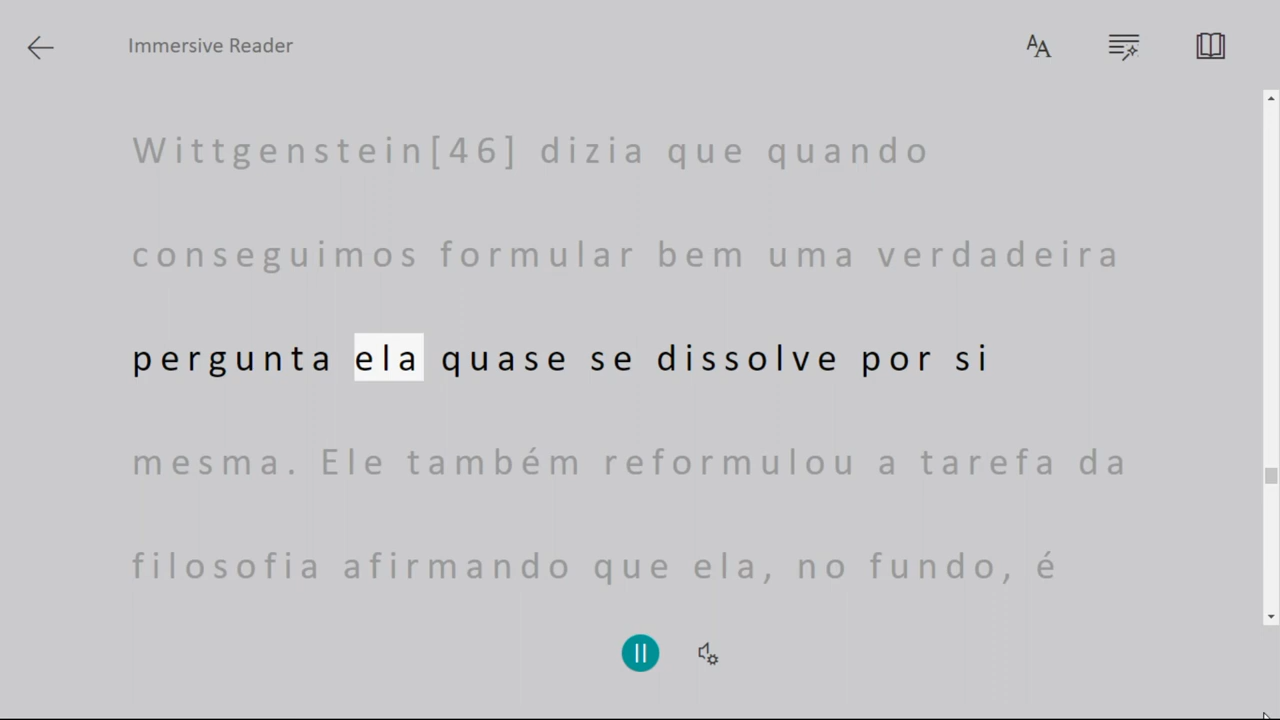 Immersive Reader
Wittgenstein[46] dizia que quando
conseguimos formular bem uma verdadeira
pergunta ela quase se dissolve por si
mesma. Ele também reformulou a tarefa da
filosofia afirmando que ela, no fundo, é